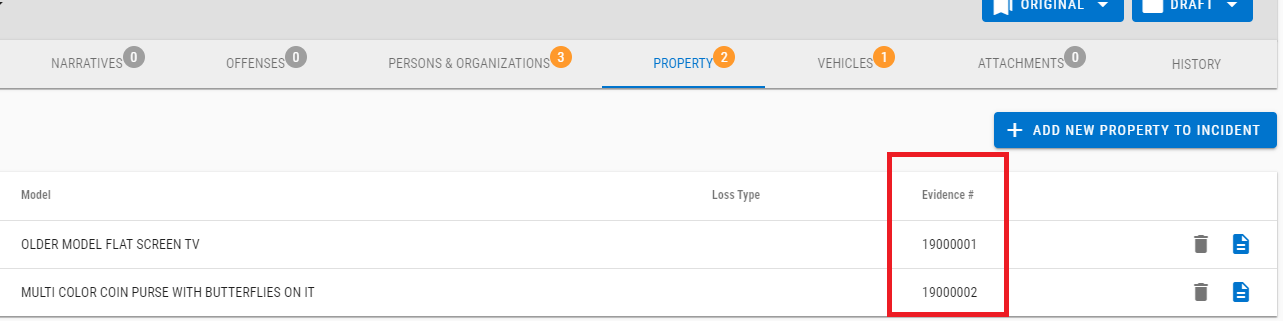 ORIGINAL DRAFT
NARRATIVES 0 OFFENSES 0 PERSONS & ORGANIZATIONS 3 PROPERTY 2 VEHICLES 1 ATTACHMENTS 0 HISTORY
+ ADD NEW PROPERTY TO INCIDENT
Model Loss Type Evidence #
OLDER MODEL FLAT SCREEN TV 19000001
MULTI COLOR COIN PURSE WITH BUTTERFLIES ON IT 19000002